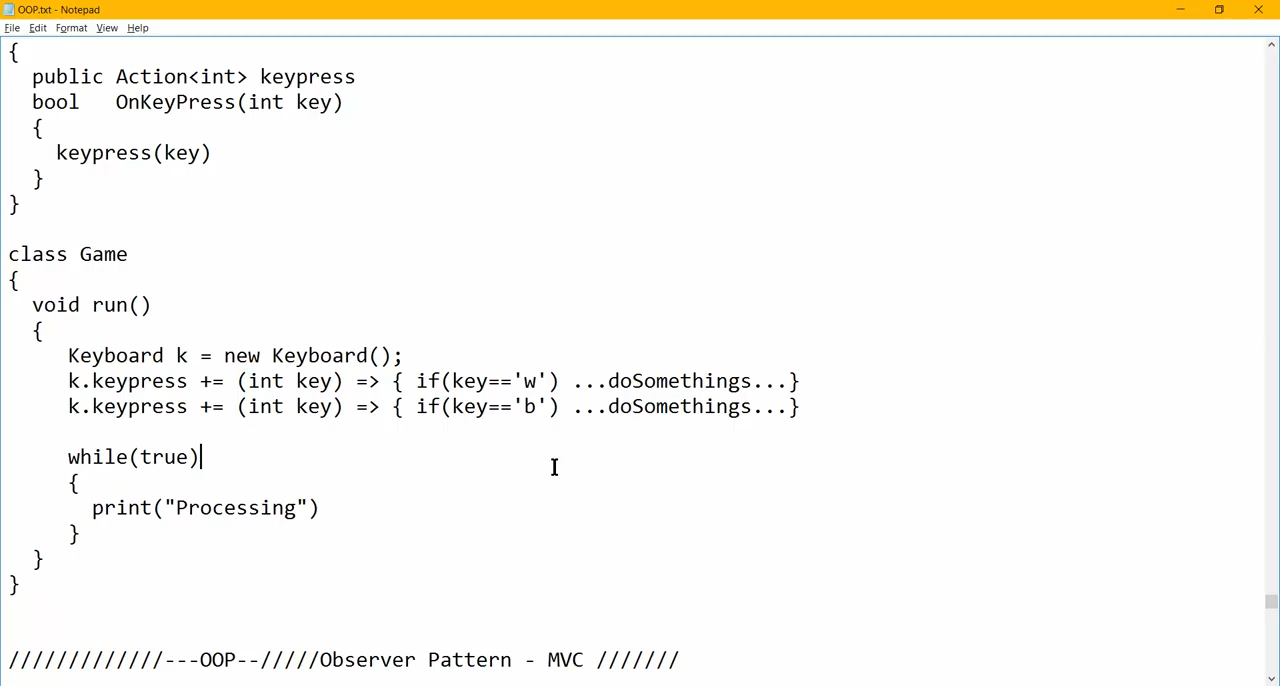 OOP.txt - Notepad
File Edit Format View Help
{
  public Action<int> keypress
  bool   OnKeyPress(int key)
  {
    keypress(key)
  }
}

class Game
{
  void run()
  {
     Keyboard k = new Keyboard();
     k.keypress += (int key) => { if(key=='w') ...doSomethings...}
     k.keypress += (int key) => { if(key=='b') ...doSomethings...}

     while(true)
     {
       print("Processing")
     }
  }
}

/////////////---OOP--/////Observer Pattern - MVC ///////